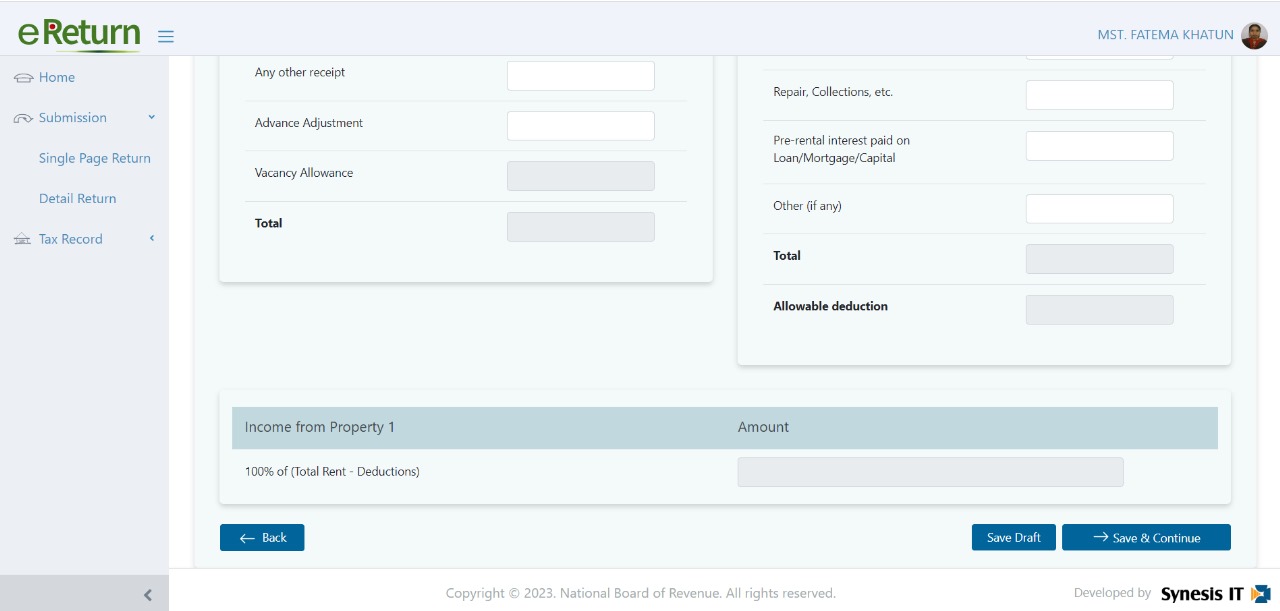 eReturn
MST. FATEMA KHATUN
Home
Submission
Single Page Return
Detail Return
Tax Record
Any other receipt
Advance Adjustment
Vacancy Allowance
Total
Repair, Collections, etc.
Pre-rental interest paid on
Loan/Mortgage/Capital
Other (if any)
Total
Allowable deduction
Income from Property 1 Amount
100% of (Total Rent - Deductions)
Back Save Draft Save & Continue
Copyright © 2023. National Board of Revenue. All rights reserved. Developed by Synesis IT